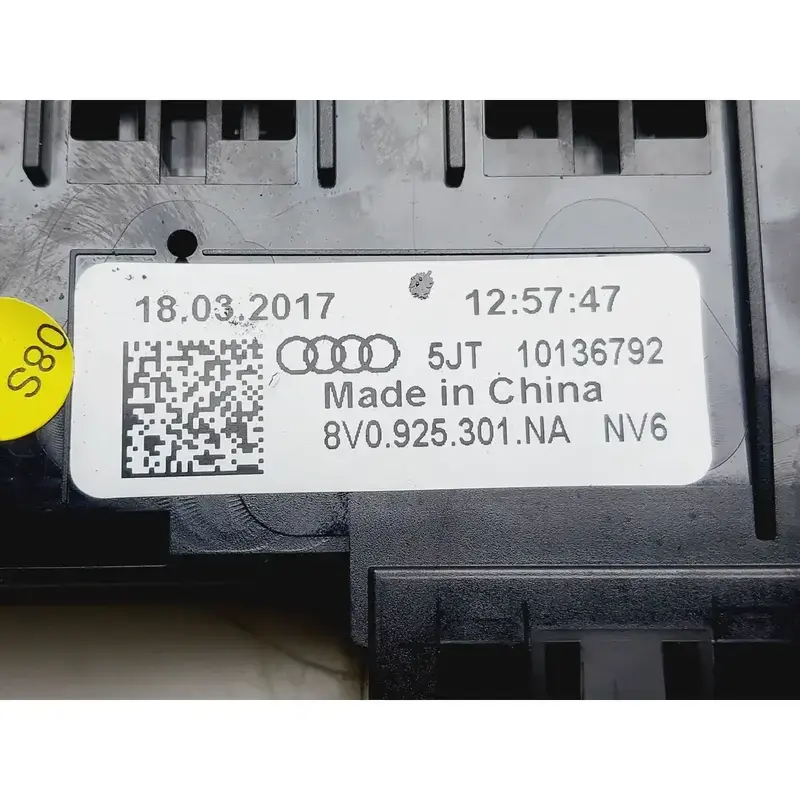 18.03.2017 12:57:47
5JT 10136792
Made in China
8V0.925.301.NA NV6
S80